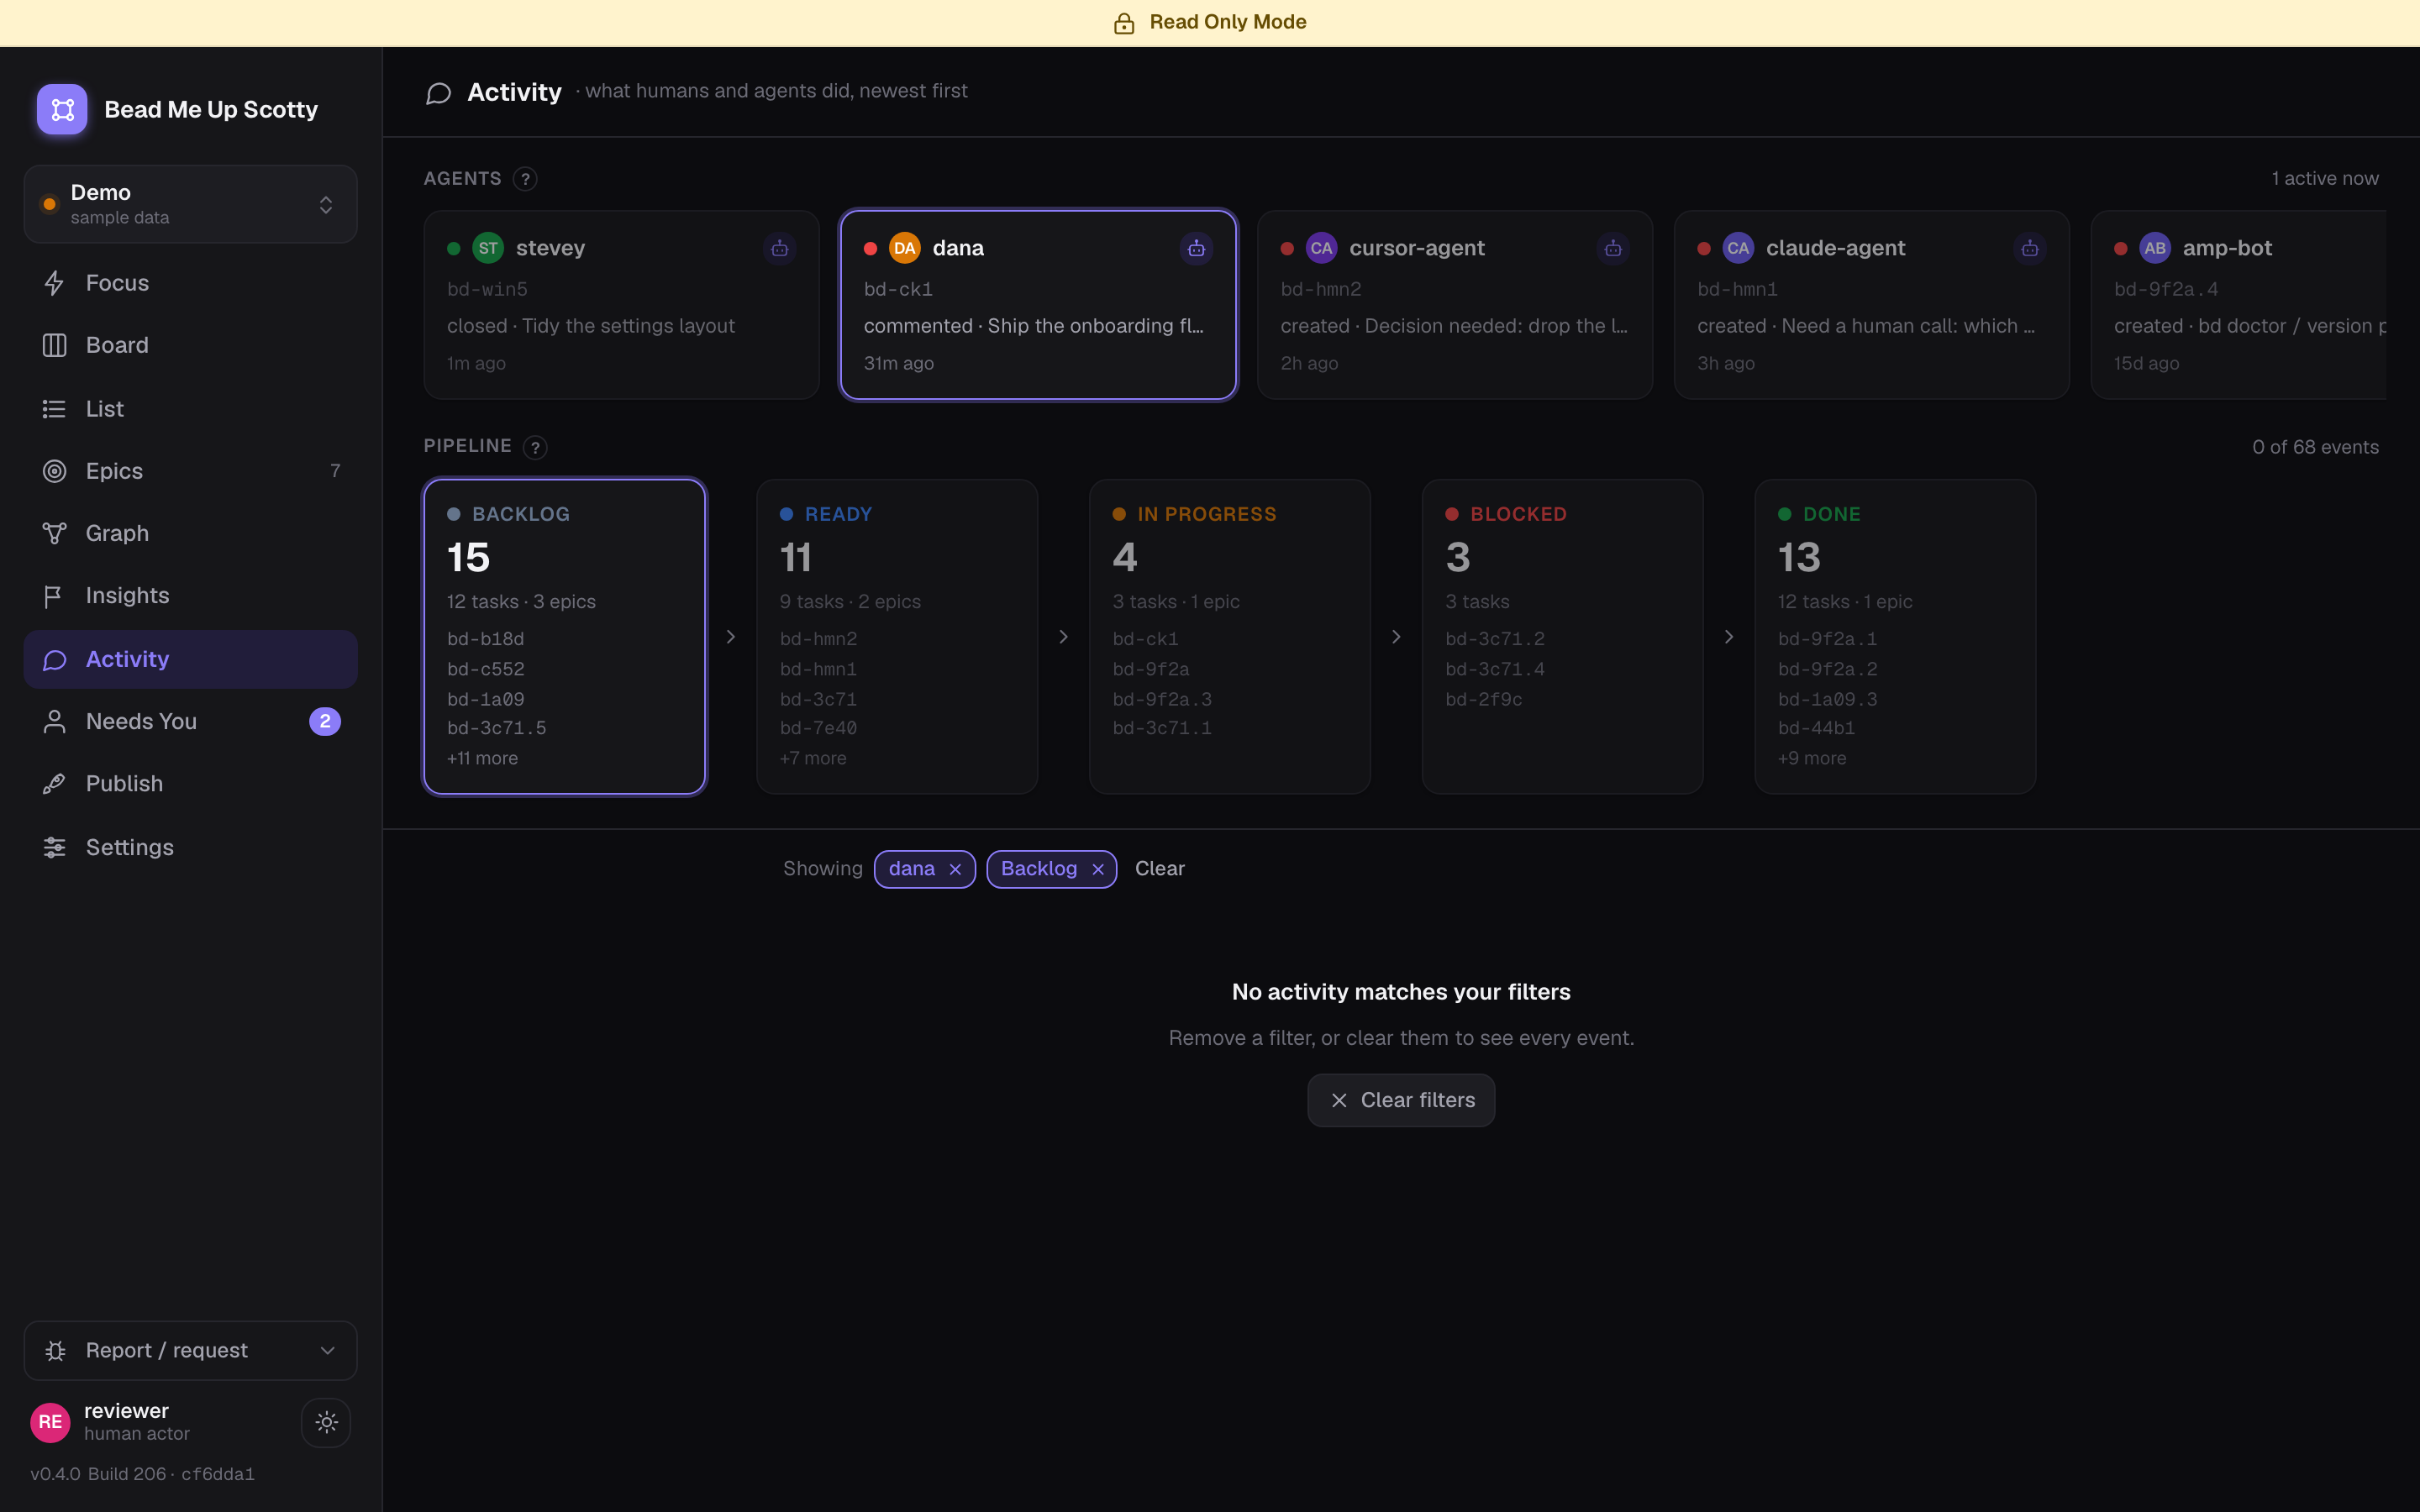 Read Only Mode
Bead Me Up Scotty
Demo
sample data
Focus
Board
List
Epics 7
Graph
Insights
Activity
Needs You 2
Publish
Settings
Report / request
RE reviewer
human actor
v0.4.0 Build 206 · cf6dda1
Activity · what humans and agents did, newest first
AGENTS ? 1 active now
ST stevey
bd-win5
closed · Tidy the settings layout
1m ago
DA dana
bd-ck1
commented · Ship the onboarding fl…
31m ago
CA cursor-agent
bd-hmn2
created · Decision needed: drop the l…
2h ago
CA claude-agent
bd-hmn1
created · Need a human call: which …
3h ago
AB amp-bot
bd-9f2a.4
created · bd doctor / version p
15d ago
PIPELINE ? 0 of 68 events
BACKLOG
15
12 tasks · 3 epics
bd-b18d
bd-c552
bd-1a09
bd-3c71.5
+11 more
READY
11
9 tasks · 2 epics
bd-hmn2
bd-hmn1
bd-3c71
bd-7e40
+7 more
IN PROGRESS
4
3 tasks · 1 epic
bd-ck1
bd-9f2a
bd-9f2a.3
bd-3c71.1
BLOCKED
3
3 tasks
bd-3c71.2
bd-3c71.4
bd-2f9c
DONE
13
12 tasks · 1 epic
bd-9f2a.1
bd-9f2a.2
bd-1a09.3
bd-44b1
+9 more
Showing dana Backlog Clear
No activity matches your filters
Remove a filter, or clear them to see every event.
Clear filters